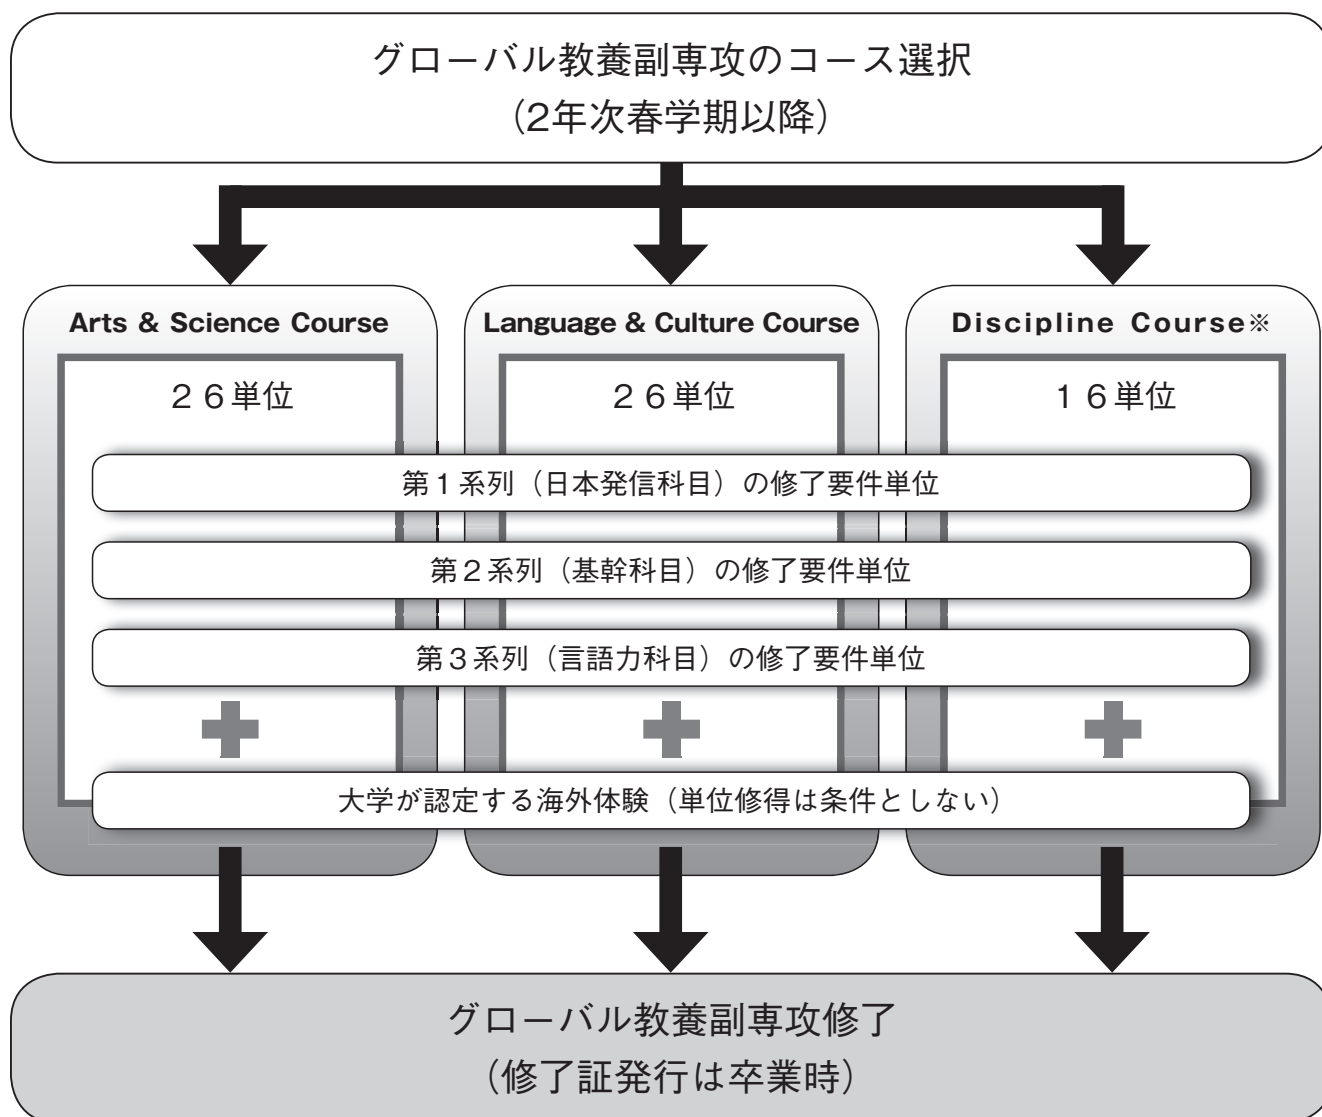 グローバル教養副専攻のコース選択
（2年次春学期以降）
Arts & Science Course
Language & Culture Course
Discipline Course※
２６単位
２６単位
１６単位
第１系列（日本発信科目）の修了要件単位
第２系列（基幹科目）の修了要件単位
第３系列（言語力科目）の修了要件単位
大学が認定する海外体験（単位修得は条件としない）
グローバル教養副専攻修了
（修了証発行は卒業時）